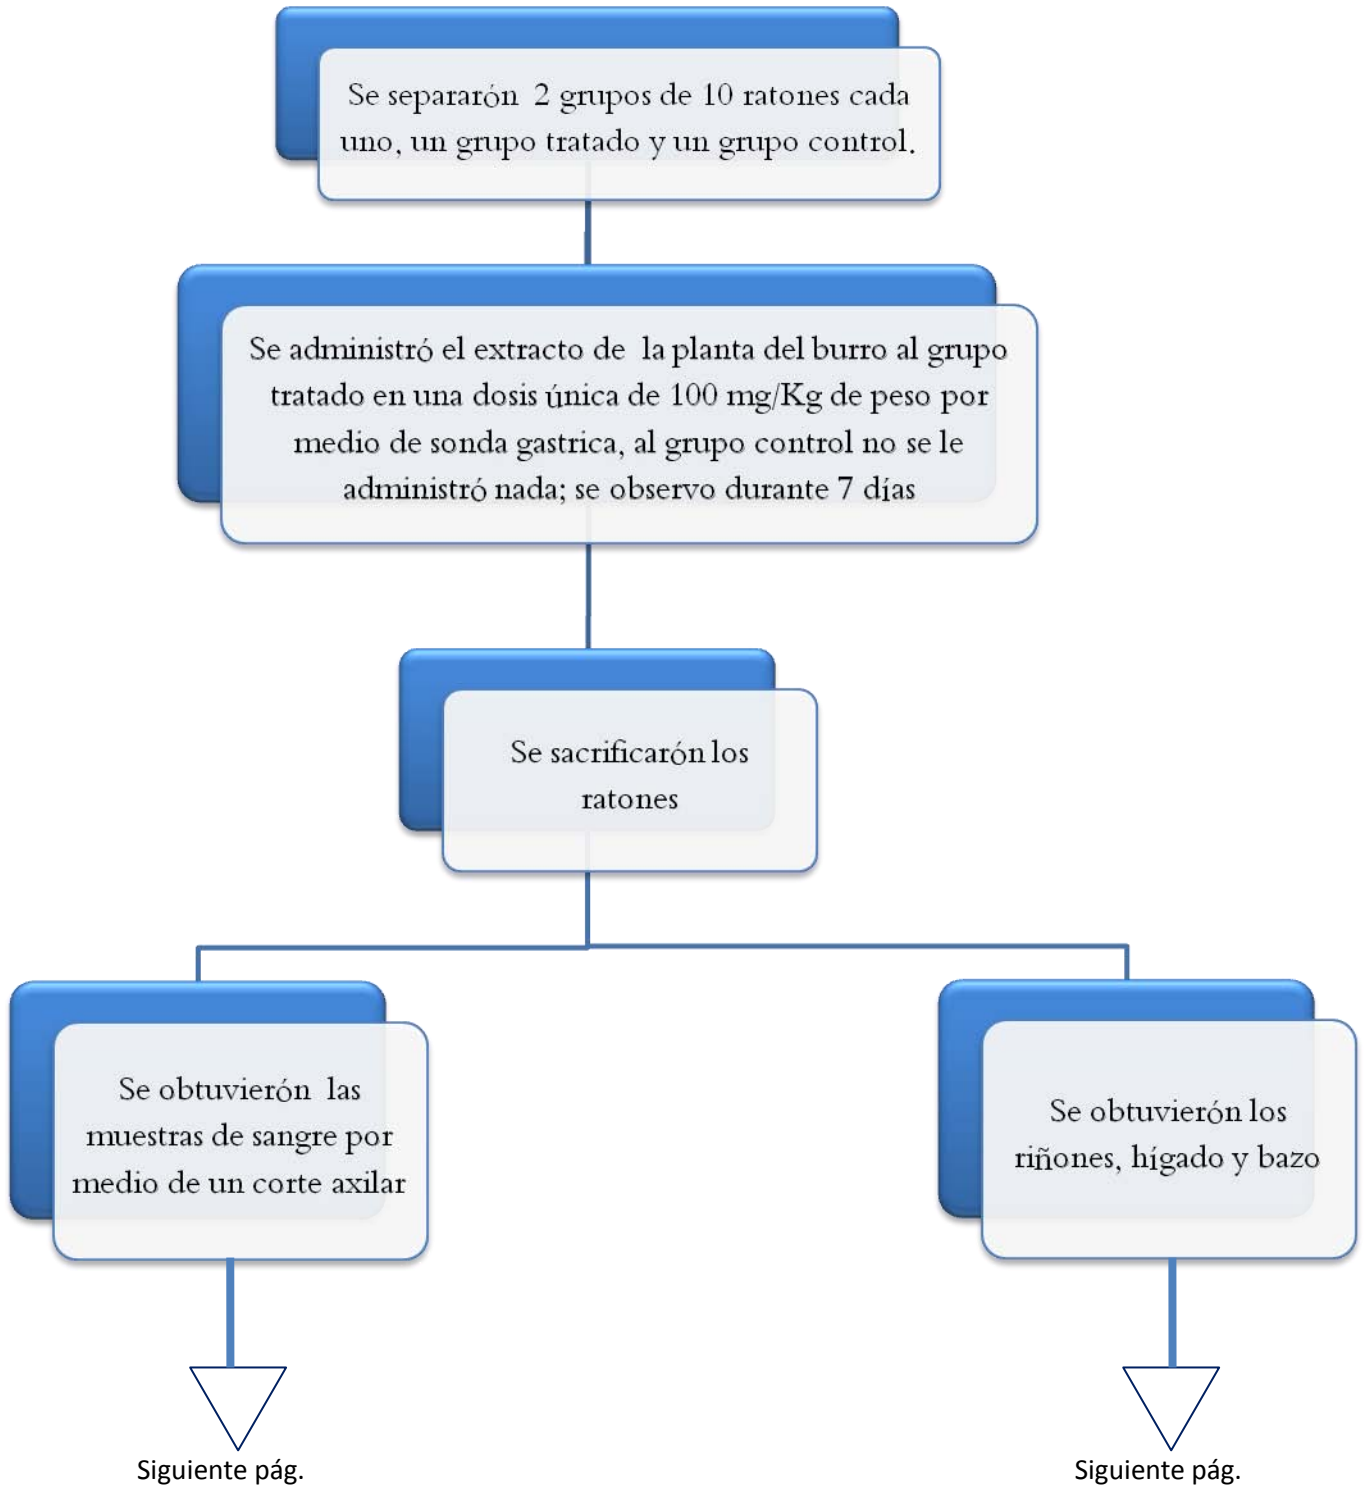 Se separarón 2 grupos de 10 ratones cada
uno, un grupo tratado y un grupo control.
Se administró el extracto de la planta del burro al grupo
tratado en una dosis única de 100 mg/Kg de peso por
medio de sonda gastrica, al grupo control no se le
administró nada; se observo durante 7 días
Se sacrificarón los
ratones
Se obtuvierón las
muestras de sangre por
medio de un corte axilar
Se obtuvierón los
riñones, hígado y bazo
Siguiente pág.
Siguiente pág.